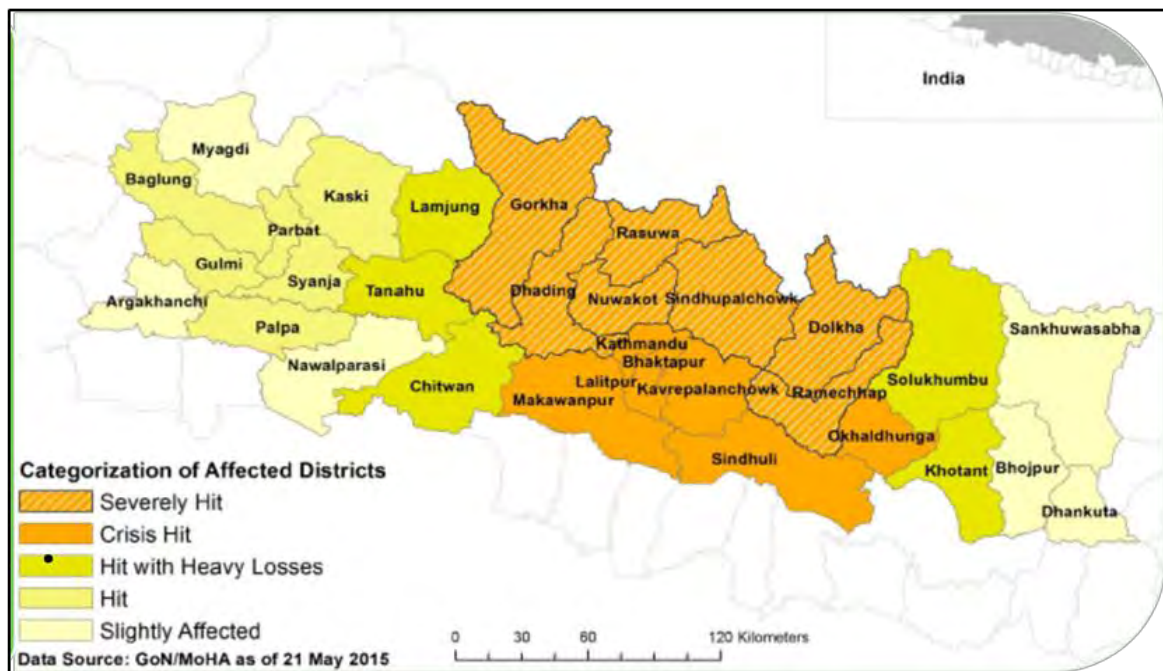 India
Myagdi
Baglung
Kaski
Lamjung
Gorkha
Parbat
Rasuwa
Gulmi
Syanja
Tanahu
Dhading
Nuwakot
Sindhupalchowk
Argakhanchi
Dolkha
Sankhuwasabha
Palpa
Kathmandu
Nawalparasi
Bhaktapur
Chitwan
Lalitpur
Kavrepalanchowk
Ramechhap
Solukhumbu
Makawanpur
Okhaldhunga
Sindhuli
Khotant
Bhojpur
Dhankuta
Categorization of Affected Districts
Severely Hit
Crisis Hit
Hit with Heavy Losses
Hit
Slightly Affected
0 30 60 120 Kilometers
Data Source: GoN/MoHA as of 21 May 2015